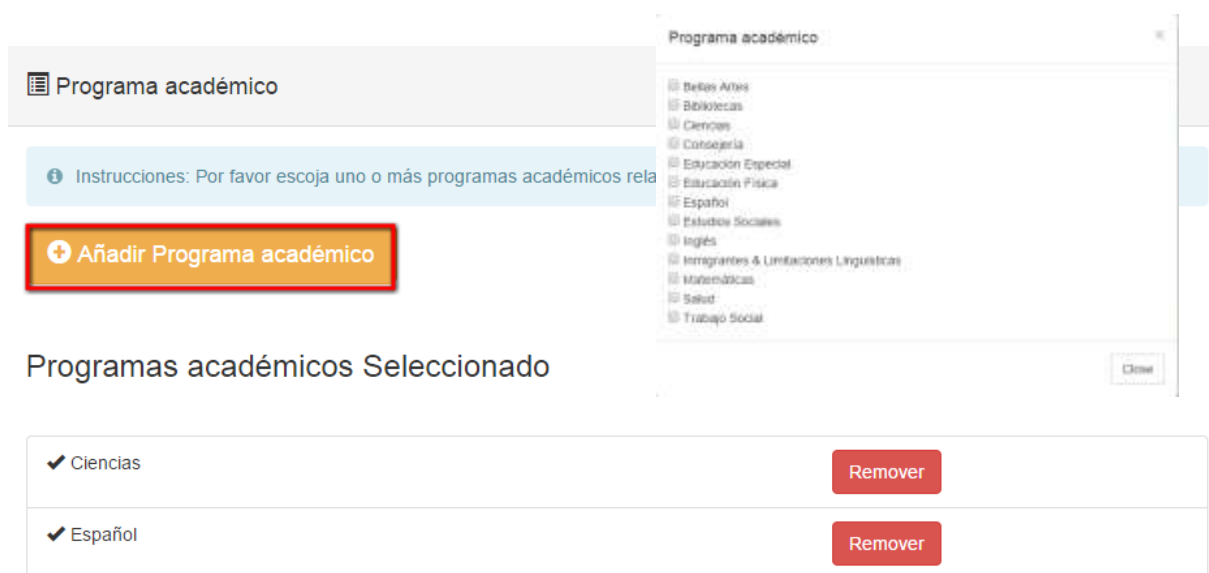 Programa académico
Instrucciones: Por favor escoja uno o más programas académicos rela
Añadir Programa académico
Programas académicos Seleccionado
Ciencias
Remover
Español
Remover
Programa académico
Bellas Artes
Bibliotecas
Ciencias
Consejería
Educación Especial
Educación Física
Español
Estudios Sociales
Inglés
Inmigrantes & Limitaciones Linguisticas
Matemáticas
Salud
Trabajo Social
Close